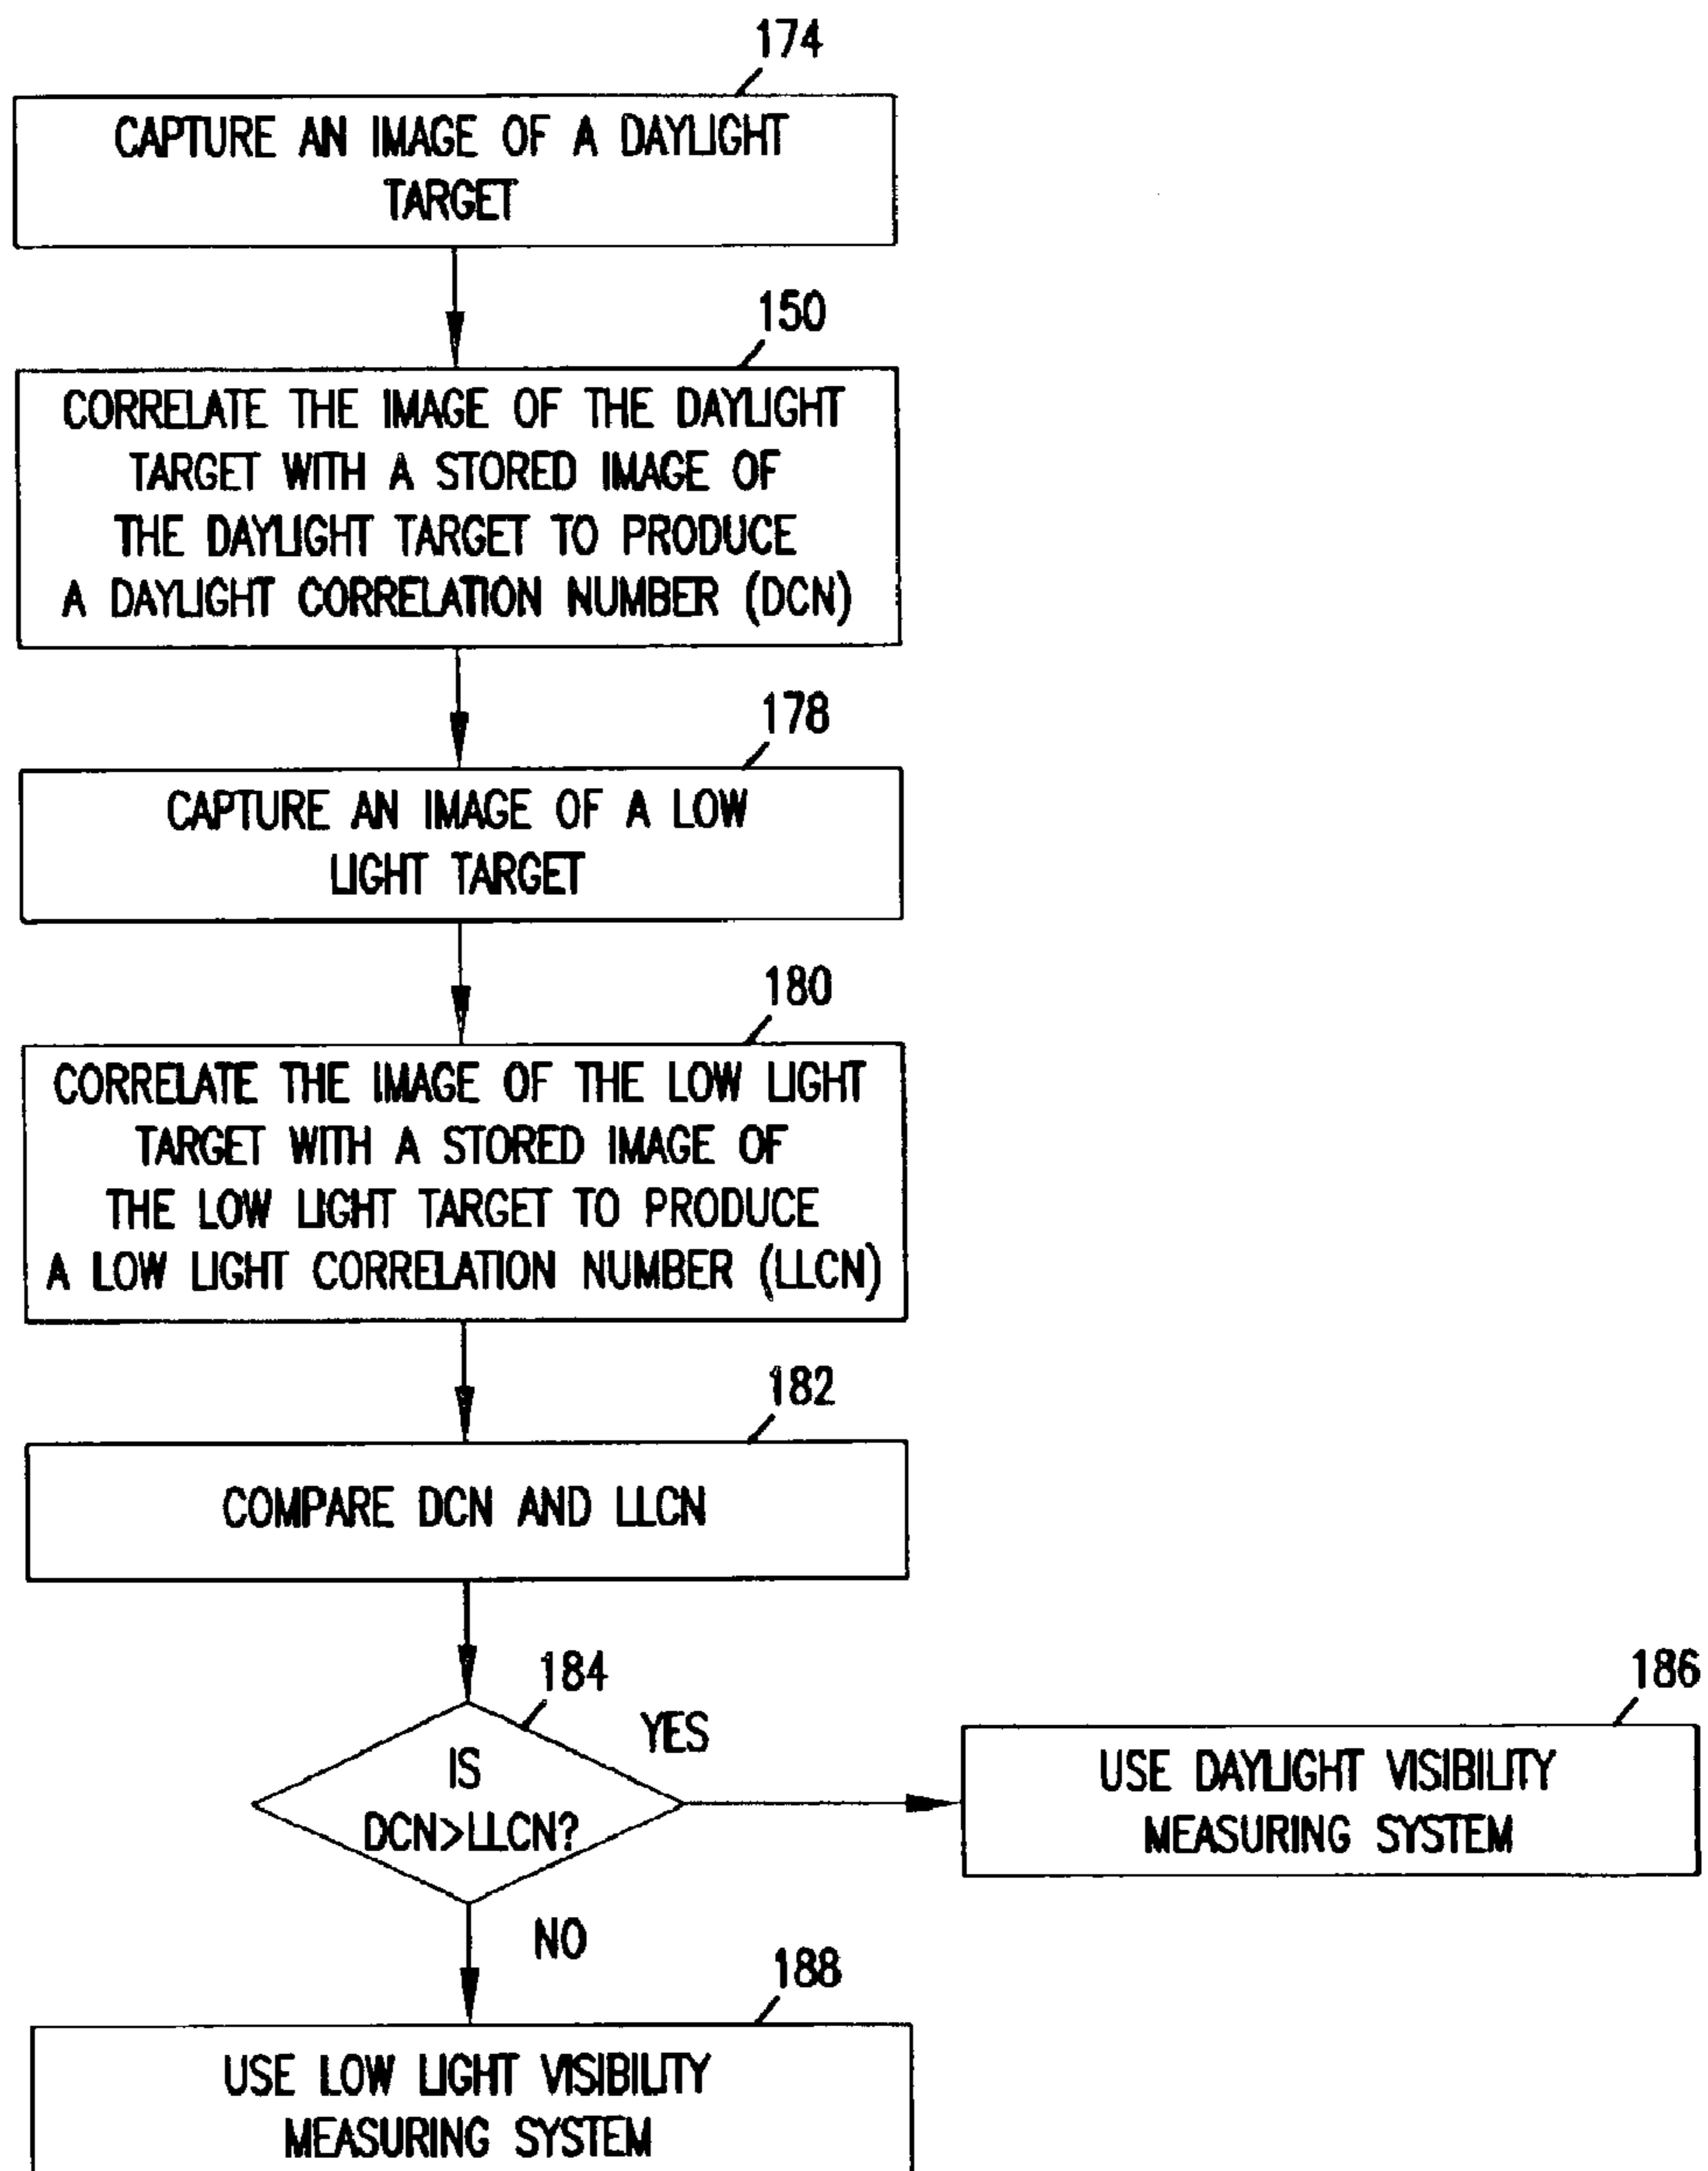 174
CAPTURE AN IMAGE OF A DAYLIGHT
TARGET
150
CORRELATE THE IMAGE OF THE DAYLIGHT
TARGET WITH A STORED IMAGE OF
THE DAYLIGHT TARGET TO PRODUCE
A DAYLIGHT CORRELATION NUMBER (DCN)
178
CAPTURE AN IMAGE OF A LOW
LIGHT TARGET
180
CORRELATE THE IMAGE OF THE LOW LIGHT
TARGET WITH A STORED IMAGE OF
THE LOW LIGHT TARGET TO PRODUCE
A LOW LIGHT CORRELATION NUMBER (LLCN)
182
COMPARE DCN AND LLCN
184
IS
DCN>LLCN?
YES
186
USE DAYLIGHT VISIBILITY
MEASURING SYSTEM
NO
188
USE LOW LIGHT VISIBILITY
MEASURING SYSTEM